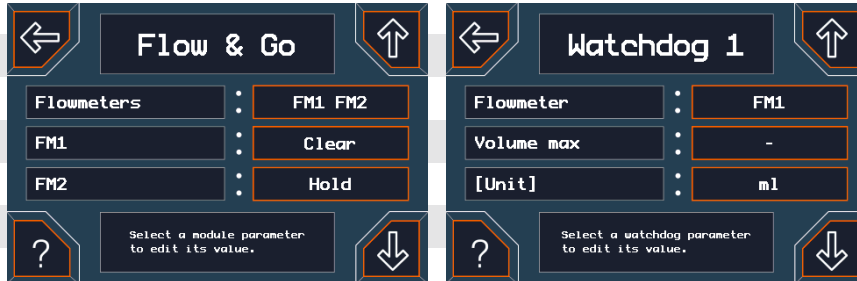 Flow & Go
Flowmeters : FM1 FM2
FM1 : Clear
FM2 : Hold
?
Select a module parameter
to edit its value.
Watchdog 1
Flowmeter : FM1
Volume max : -
[Unit] : ml
?
Select a watchdog parameter
to edit its value.